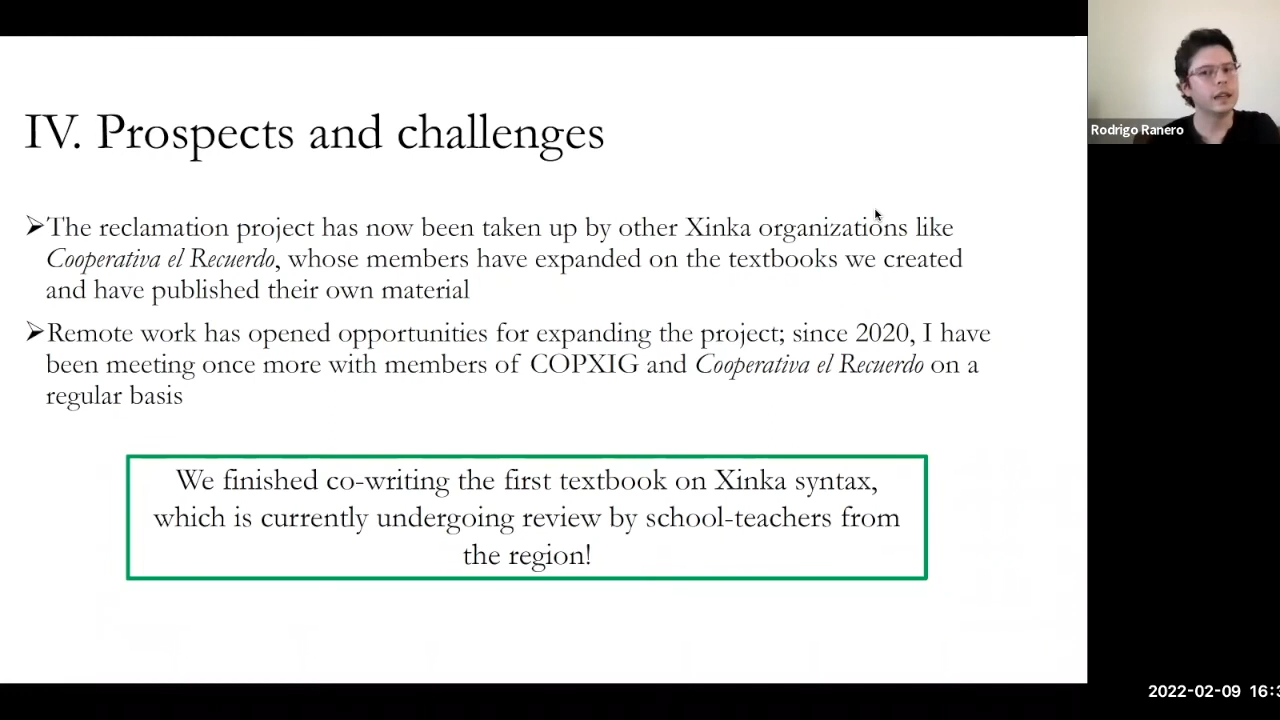 IV. Prospects and challenges
➢The reclamation project has now been taken up by other Xinka organizations like
Cooperativa el Recuerdo, whose members have expanded on the textbooks we created
and have published their own material
➢Remote work has opened opportunities for expanding the project; since 2020, I have
been meeting once more with members of COPXIG and Cooperativa el Recuerdo on a
regular basis
We finished co-writing the first textbook on Xinka syntax,
which is currently undergoing review by school-teachers from
the region!
Rodrigo Ranero
2022-02-09 16:3